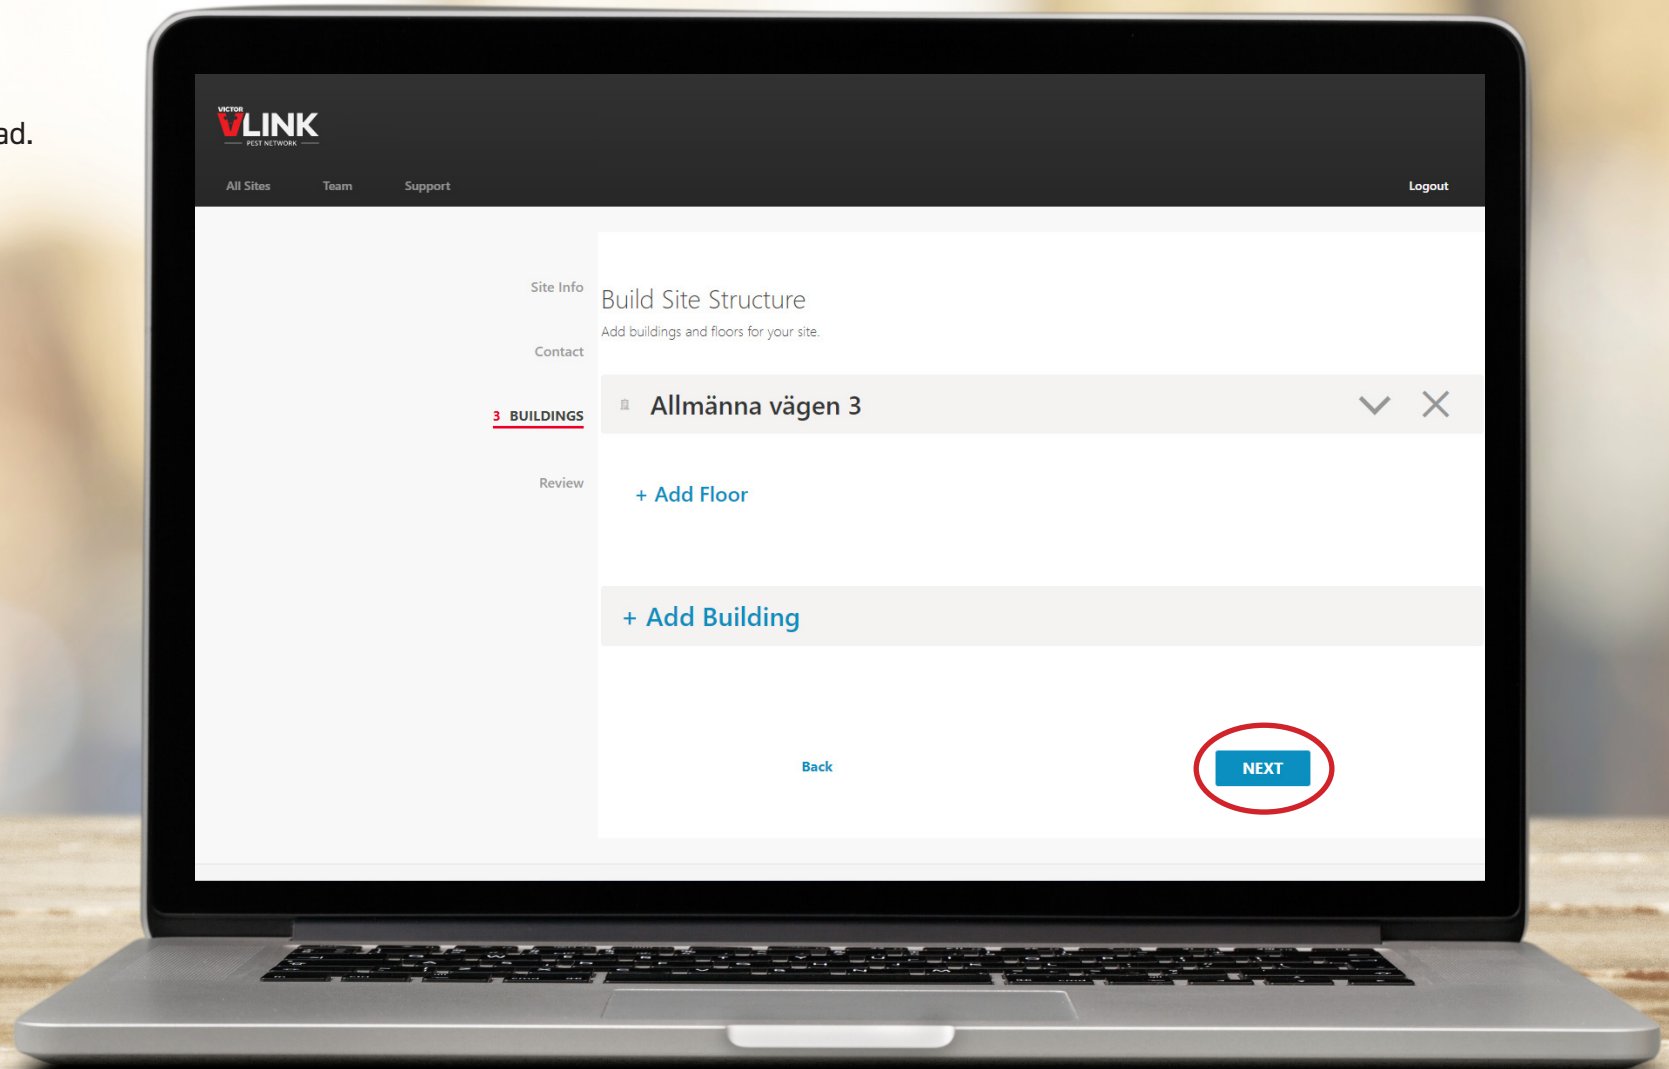 ad.
VICTOR
VLINK
PEST NETWORK
All Sites Team Support Logout
Site Info
Contact
3 BUILDINGS
Review
Build Site Structure
Add buildings and floors for your site.
Allmänna vägen 3
+ Add Floor
+ Add Building
Back NEXT